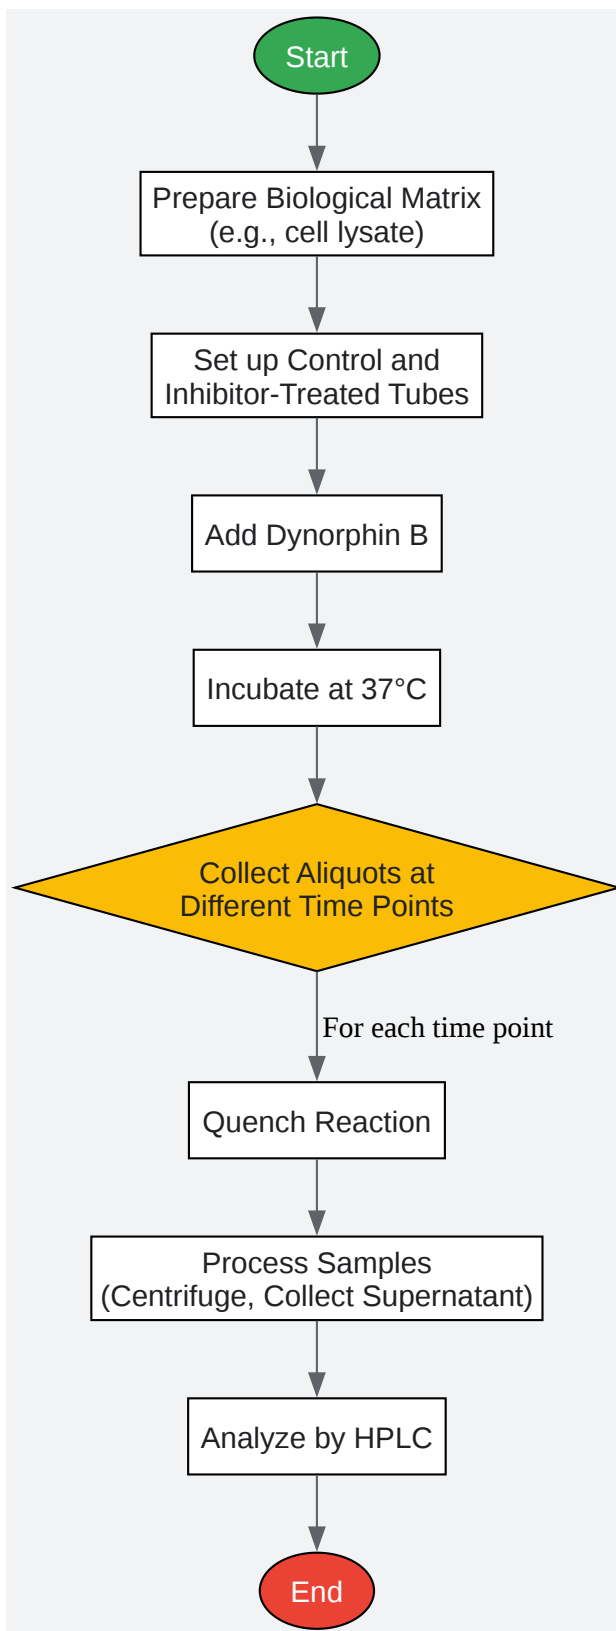 Start
Prepare Biological Matrix
(e.g., cell lysate)
Set up Control and
Inhibitor-Treated Tubes
Add Dynorphin B
Incubate at 37°C
Collect Aliquots at
Different Time Points
For each time point
Quench Reaction
Process Samples
(Centrifuge, Collect Supernatant)
Analyze by HPLC
End